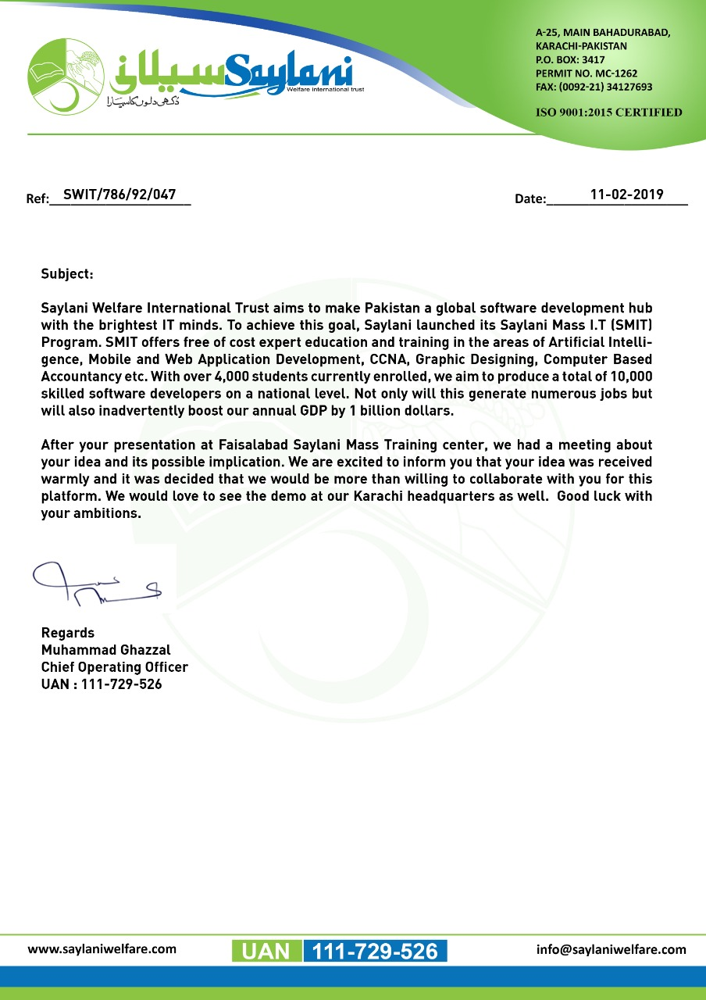 A-25, MAIN BAHADURABAD,
KARACHI-PAKISTAN
P.O. BOX: 3417
PERMIT NO. MC-1262
FAX: (0092-21) 34127693
ISO 9001:2015 CERTIFIED
سیلانی Saylani
Welfare international trust
دکھی دلوں کا سہارا
Ref: SWIT/786/92/047
Date: 11-02-2019
Subject:
Saylani Welfare International Trust aims to make Pakistan a global software development hub
with the brightest IT minds. To achieve this goal, Saylani launched its Saylani Mass I.T (SMIT)
Program. SMIT offers free of cost expert education and training in the areas of Artificial Intelli-
gence, Mobile and Web Application Development, CCNA, Graphic Designing, Computer Based
Accountancy etc. With over 4,000 students currently enrolled, we aim to produce a total of 10,000
skilled software developers on a national level. Not only will this generate numerous jobs but
will also inadvertently boost our annual GDP by 1 billion dollars.
After your presentation at Faisalabad Saylani Mass Training center, we had a meeting about
your idea and its possible implication. We are excited to inform you that your idea was received
warmly and it was decided that we would be more than willing to collaborate with you for this
platform. We would love to see the demo at our Karachi headquarters as well. Good luck with
your ambitions.
Regards
Muhammad Ghazzal
Chief Operating Officer
UAN : 111-729-526
www.saylaniwelfare.com
UAN 111-729-526
info@saylaniwelfare.com